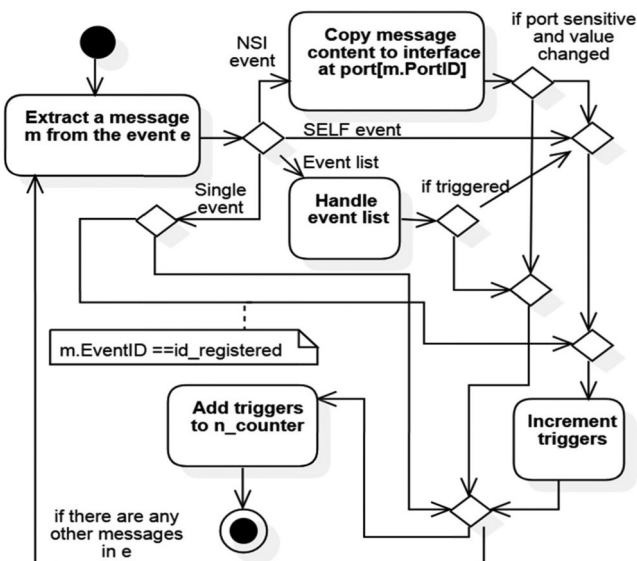 NSI
event
Copy message
content to interface
at port[m.PortID]
if port sensitive
and value
changed
Extract a message
m from the event e
SELF event
Event list
Single
event
Handle
event list
if triggered
m.EventID ==id_registered
Add triggers
to n_counter
Increment
triggers
if there are any
other messages
in e